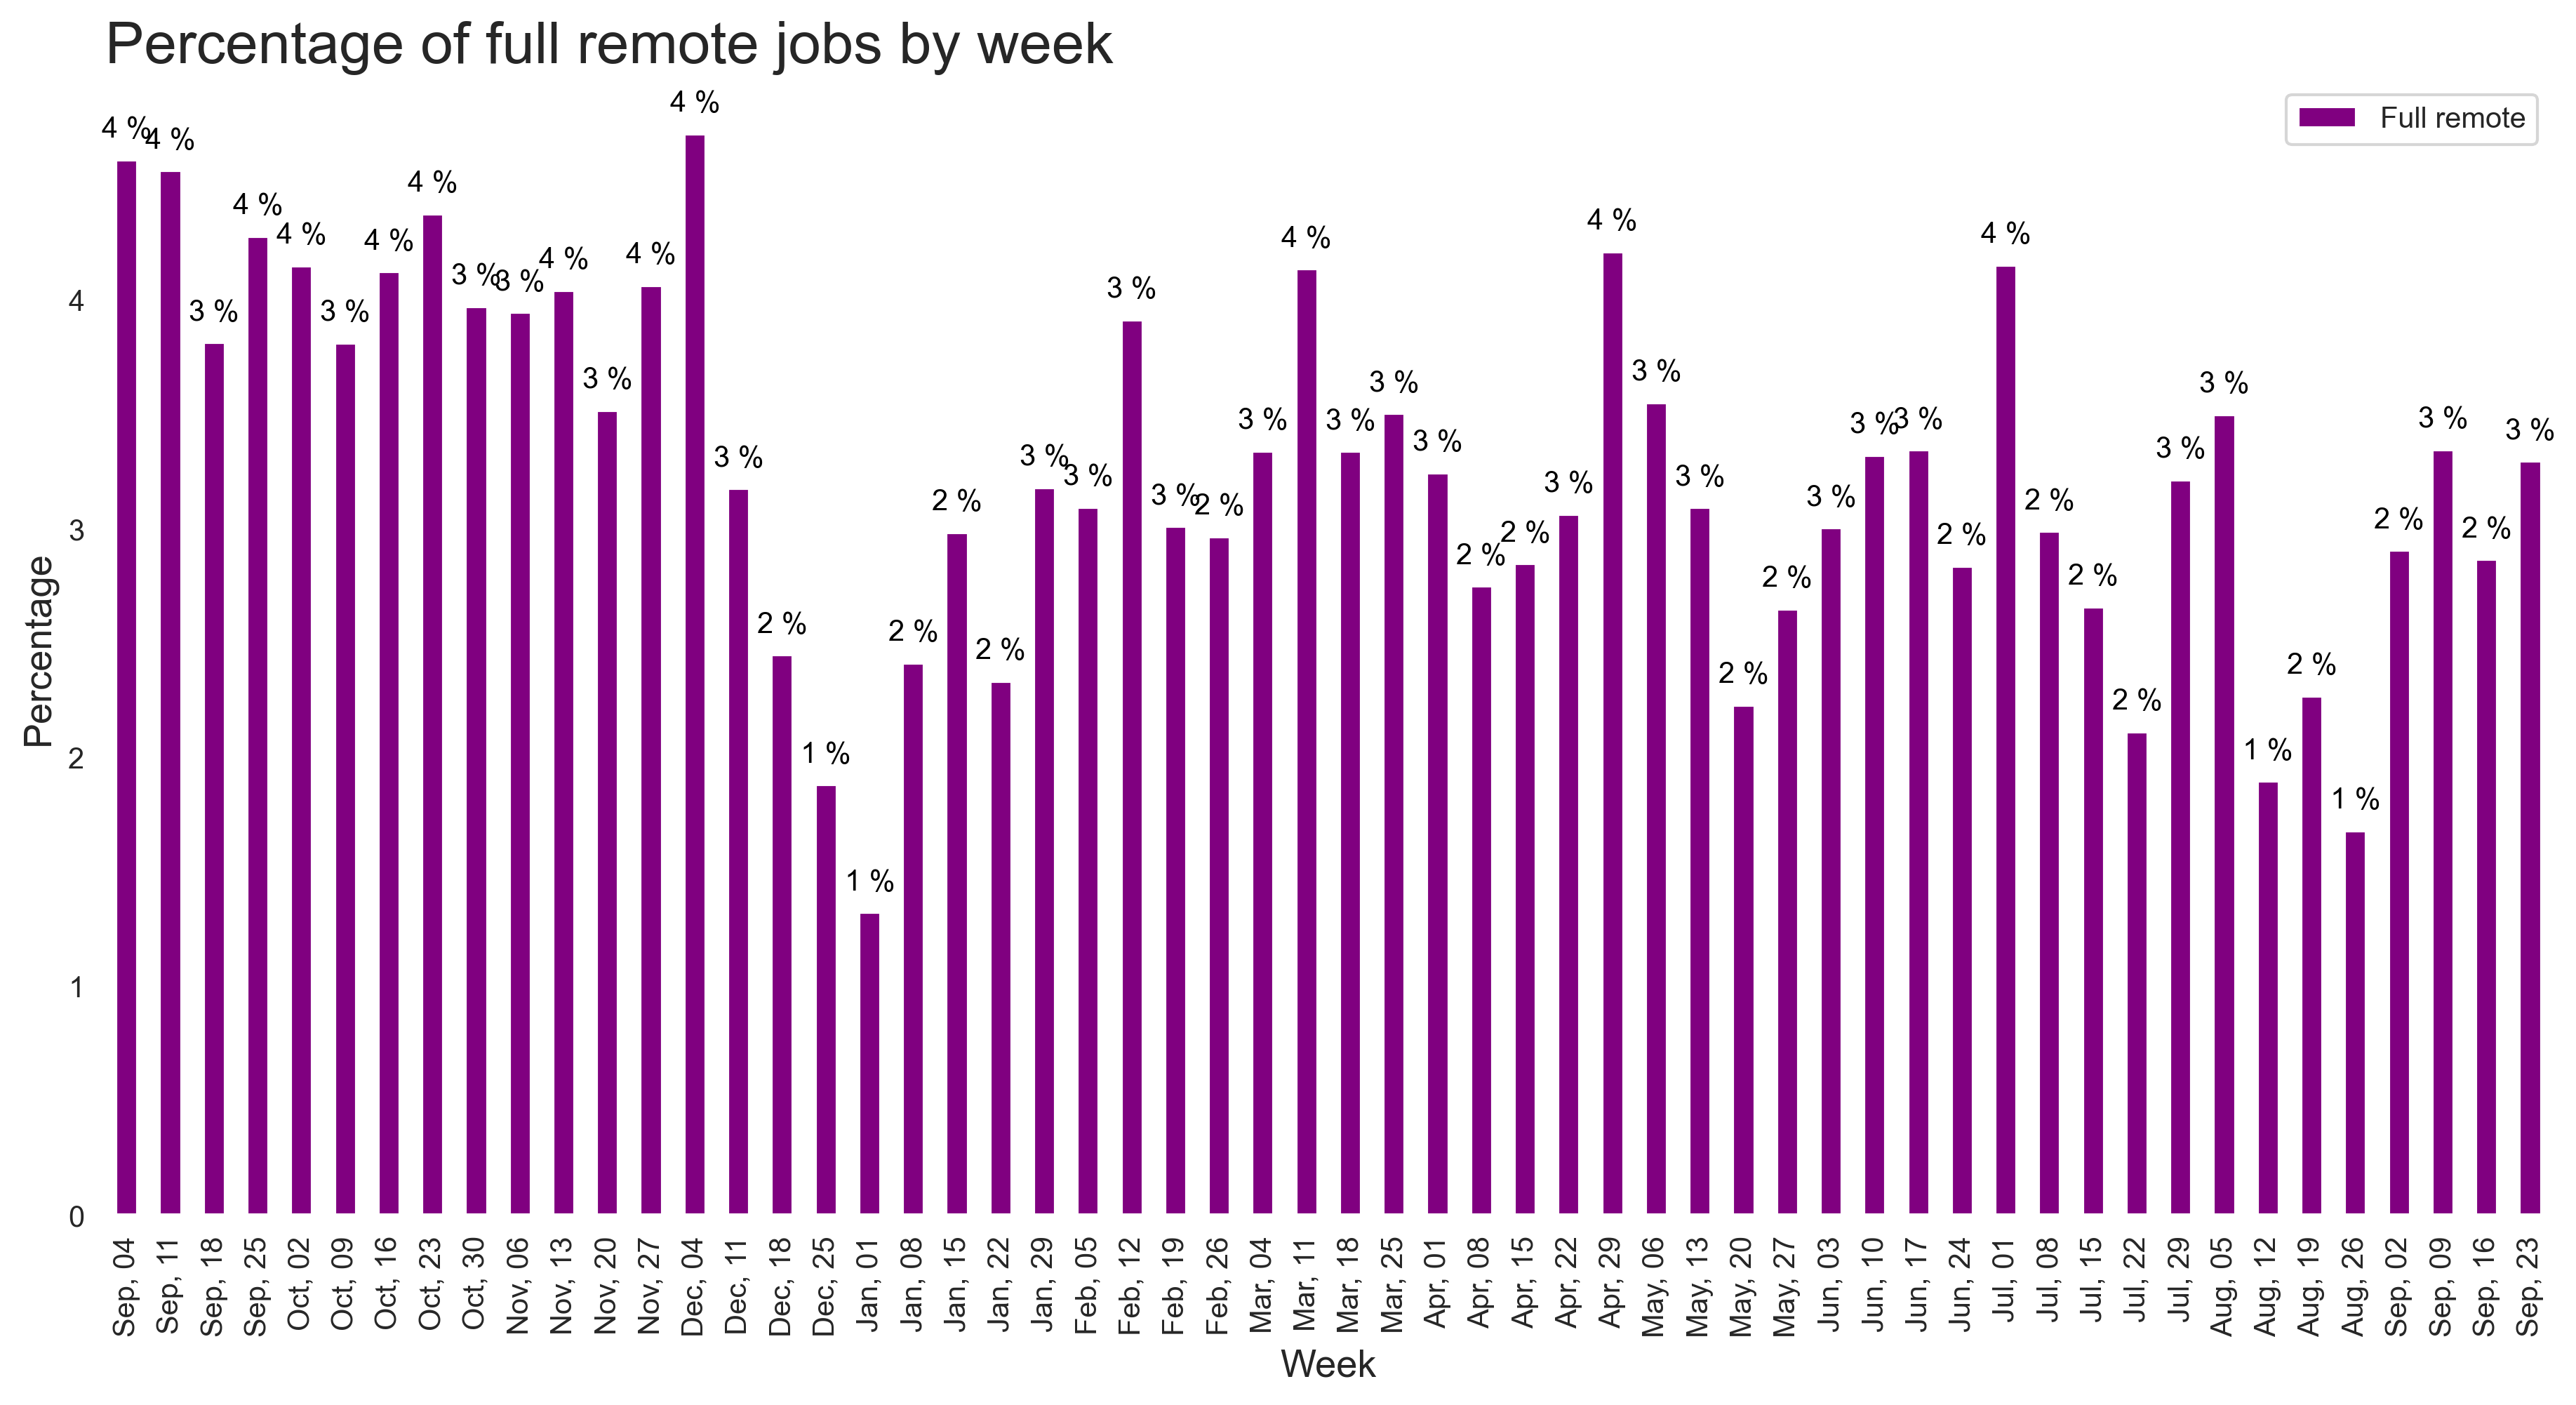 Percentage of full remote jobs by week
Full remote
Percentage
4
3
2
1
0
4 %
4 %
3 %
4 %
4 %
3 %
4 %
4 %
3 %
3 %
4 %
3 %
4 %
4 %
3 %
2 %
1 %
1 %
2 %
2 %
2 %
3 %
3 %
3 %
3 %
2 %
3 %
4 %
3 %
3 %
3 %
2 %
2 %
3 %
4 %
3 %
3 %
2 %
2 %
3 %
3 %
3 %
2 %
4 %
2 %
2 %
2 %
3 %
3 %
1 %
2 %
1 %
2 %
3 %
2 %
3 %
Sep, 04
Sep, 11
Sep, 18
Sep, 25
Oct, 02
Oct, 09
Oct, 16
Oct, 23
Oct, 30
Nov, 06
Nov, 13
Nov, 20
Nov, 27
Dec, 04
Dec, 11
Dec, 18
Dec, 25
Jan, 01
Jan, 08
Jan, 15
Jan, 22
Jan, 29
Feb, 05
Feb, 12
Feb, 19
Feb, 26
Mar, 04
Mar, 11
Mar, 18
Mar, 25
Apr, 01
Apr, 08
Apr, 15
Apr, 22
Apr, 29
May, 06
May, 13
May, 20
May, 27
Jun, 03
Jun, 10
Jun, 17
Jun, 24
Jul, 01
Jul, 08
Jul, 15
Jul, 22
Jul, 29
Aug, 05
Aug, 12
Aug, 19
Aug, 26
Sep, 02
Sep, 09
Sep, 16
Sep, 23
Week